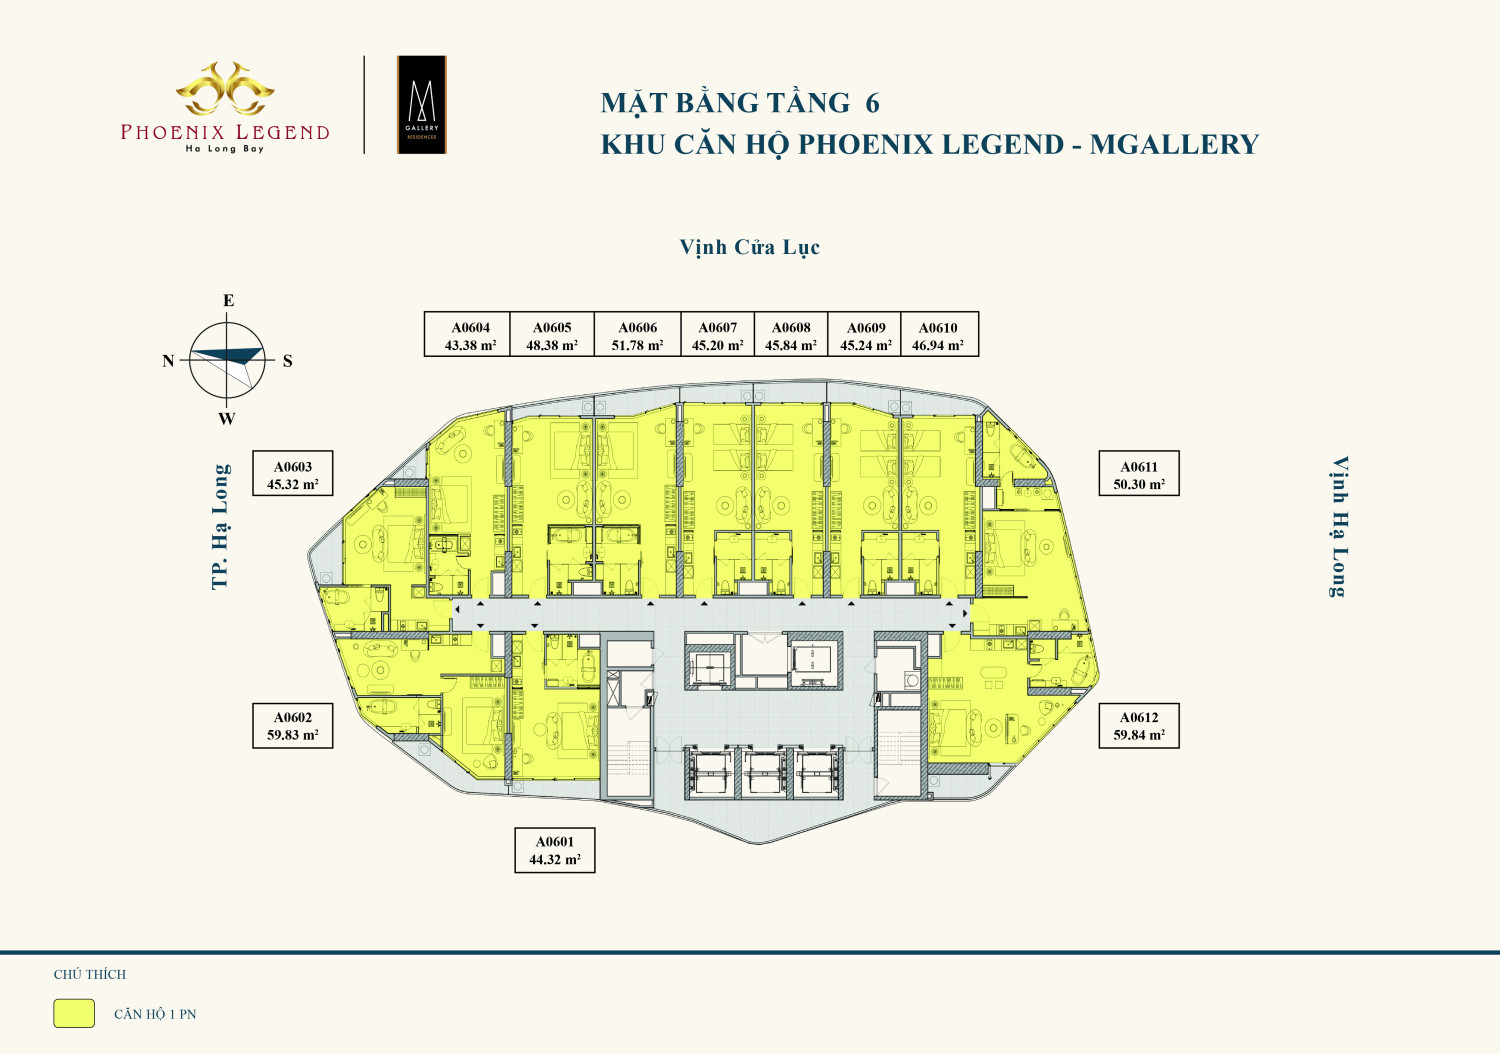 PHOENIX LEGEND
Ha Long Bay
M
GALLERY
RESIDENCES
MẶT BẰNG TẦNG 6
KHU CĂN HỘ PHOENIX LEGEND - MGALLERY
Vịnh Cửa Lục
E
N
S
W
A0604
43.38 m²
A0605
48.38 m²
A0606
51.78 m²
A0607
45.20 m²
A0608
45.84 m²
A0609
45.24 m²
A0610
46.94 m²
A0603
45.32 m²
TP. Hạ Long
A0611
50.30 m²
Vịnh Hạ Long
A0602
59.83 m²
A0612
59.84 m²
A0601
44.32 m²
CHÚ THÍCH
CĂN HỘ 1 PN